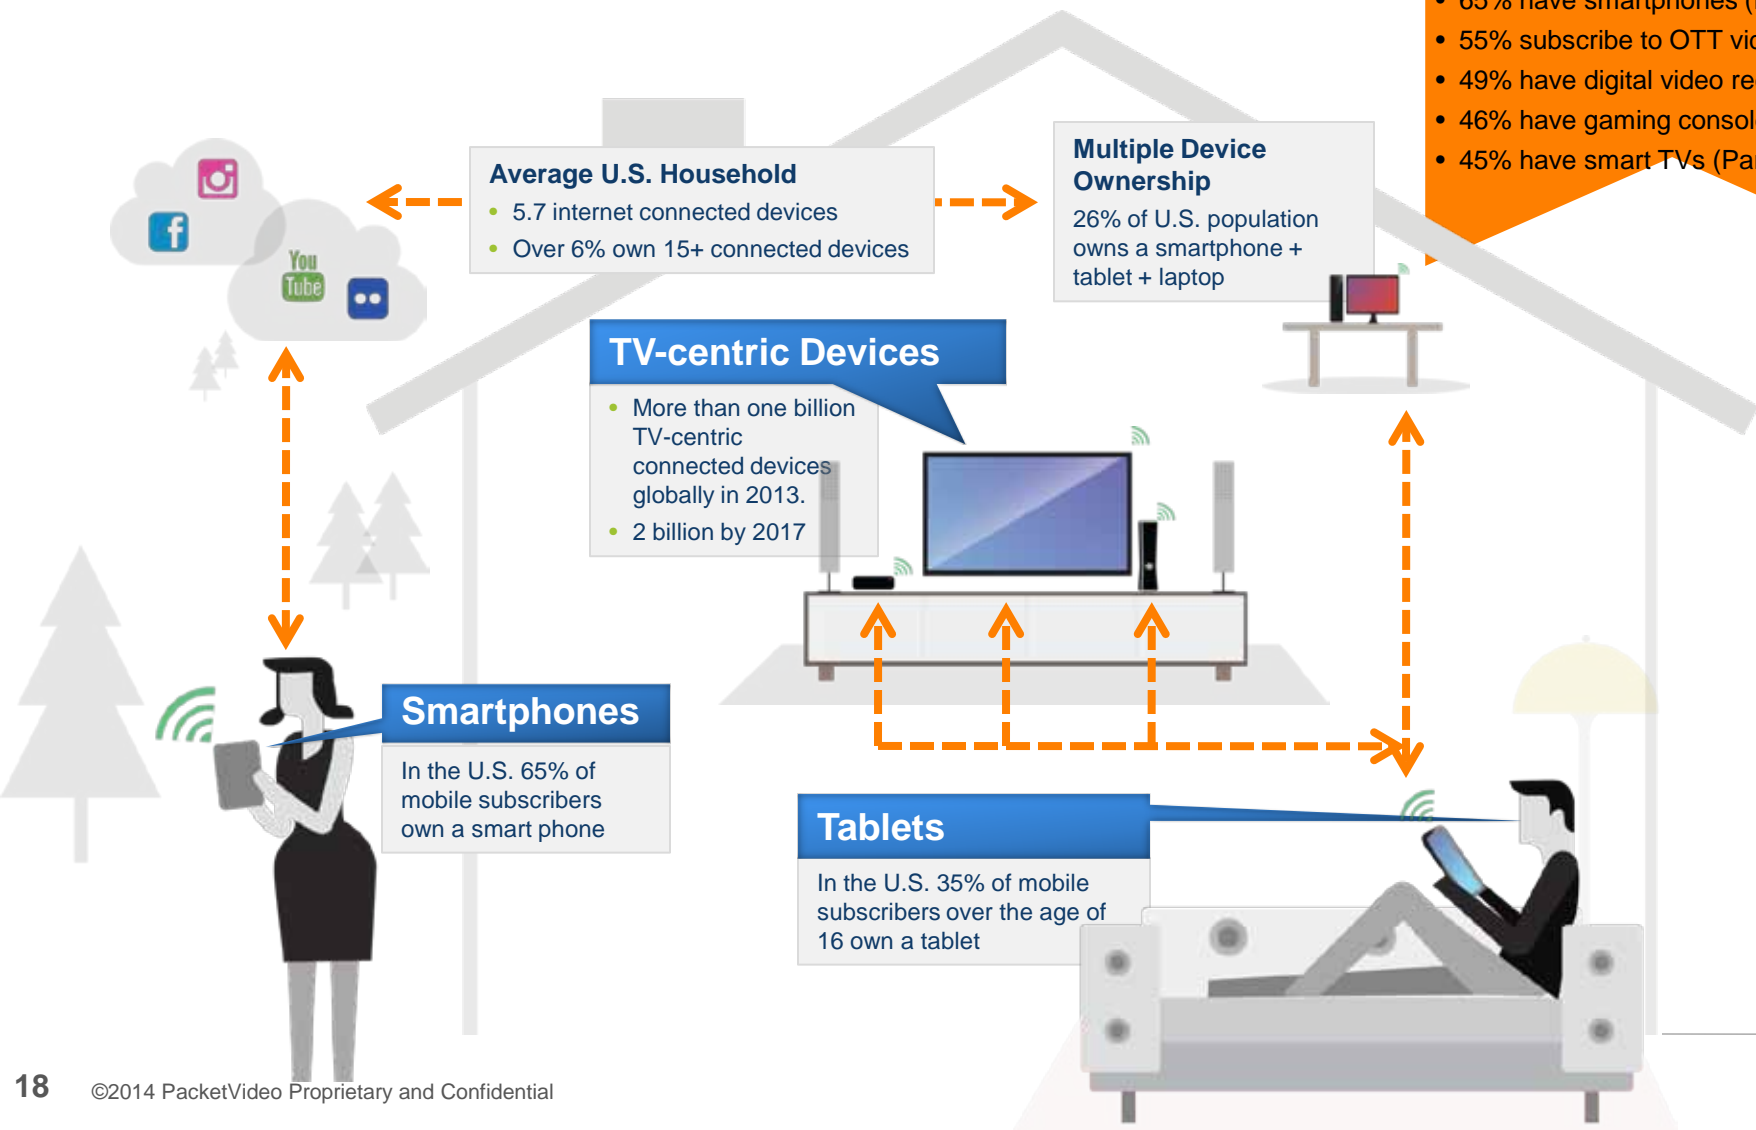 • 65% have smartphones
• 55% subscribe to OTT
• 49% have digital video
• 46% have gaming
• 45% have smart TVs
Average U.S. Household
• 5.7 internet connected devices
• Over 6% own 15+ connected devices
Multiple Device
Ownership
26% of U.S. population
owns a smartphone +
tablet + laptop
You
Tube
TV-centric Devices
• More than one billion
TV-centric
connected devices
globally in 2013.
• 2 billion by 2017
Smartphones
In the U.S. 65% of
mobile subscribers
own a smart phone
Tablets
In the U.S. 35% of mobile
subscribers over the age of
16 own a tablet
18 ©2014 PacketVideo Proprietary and Confidential